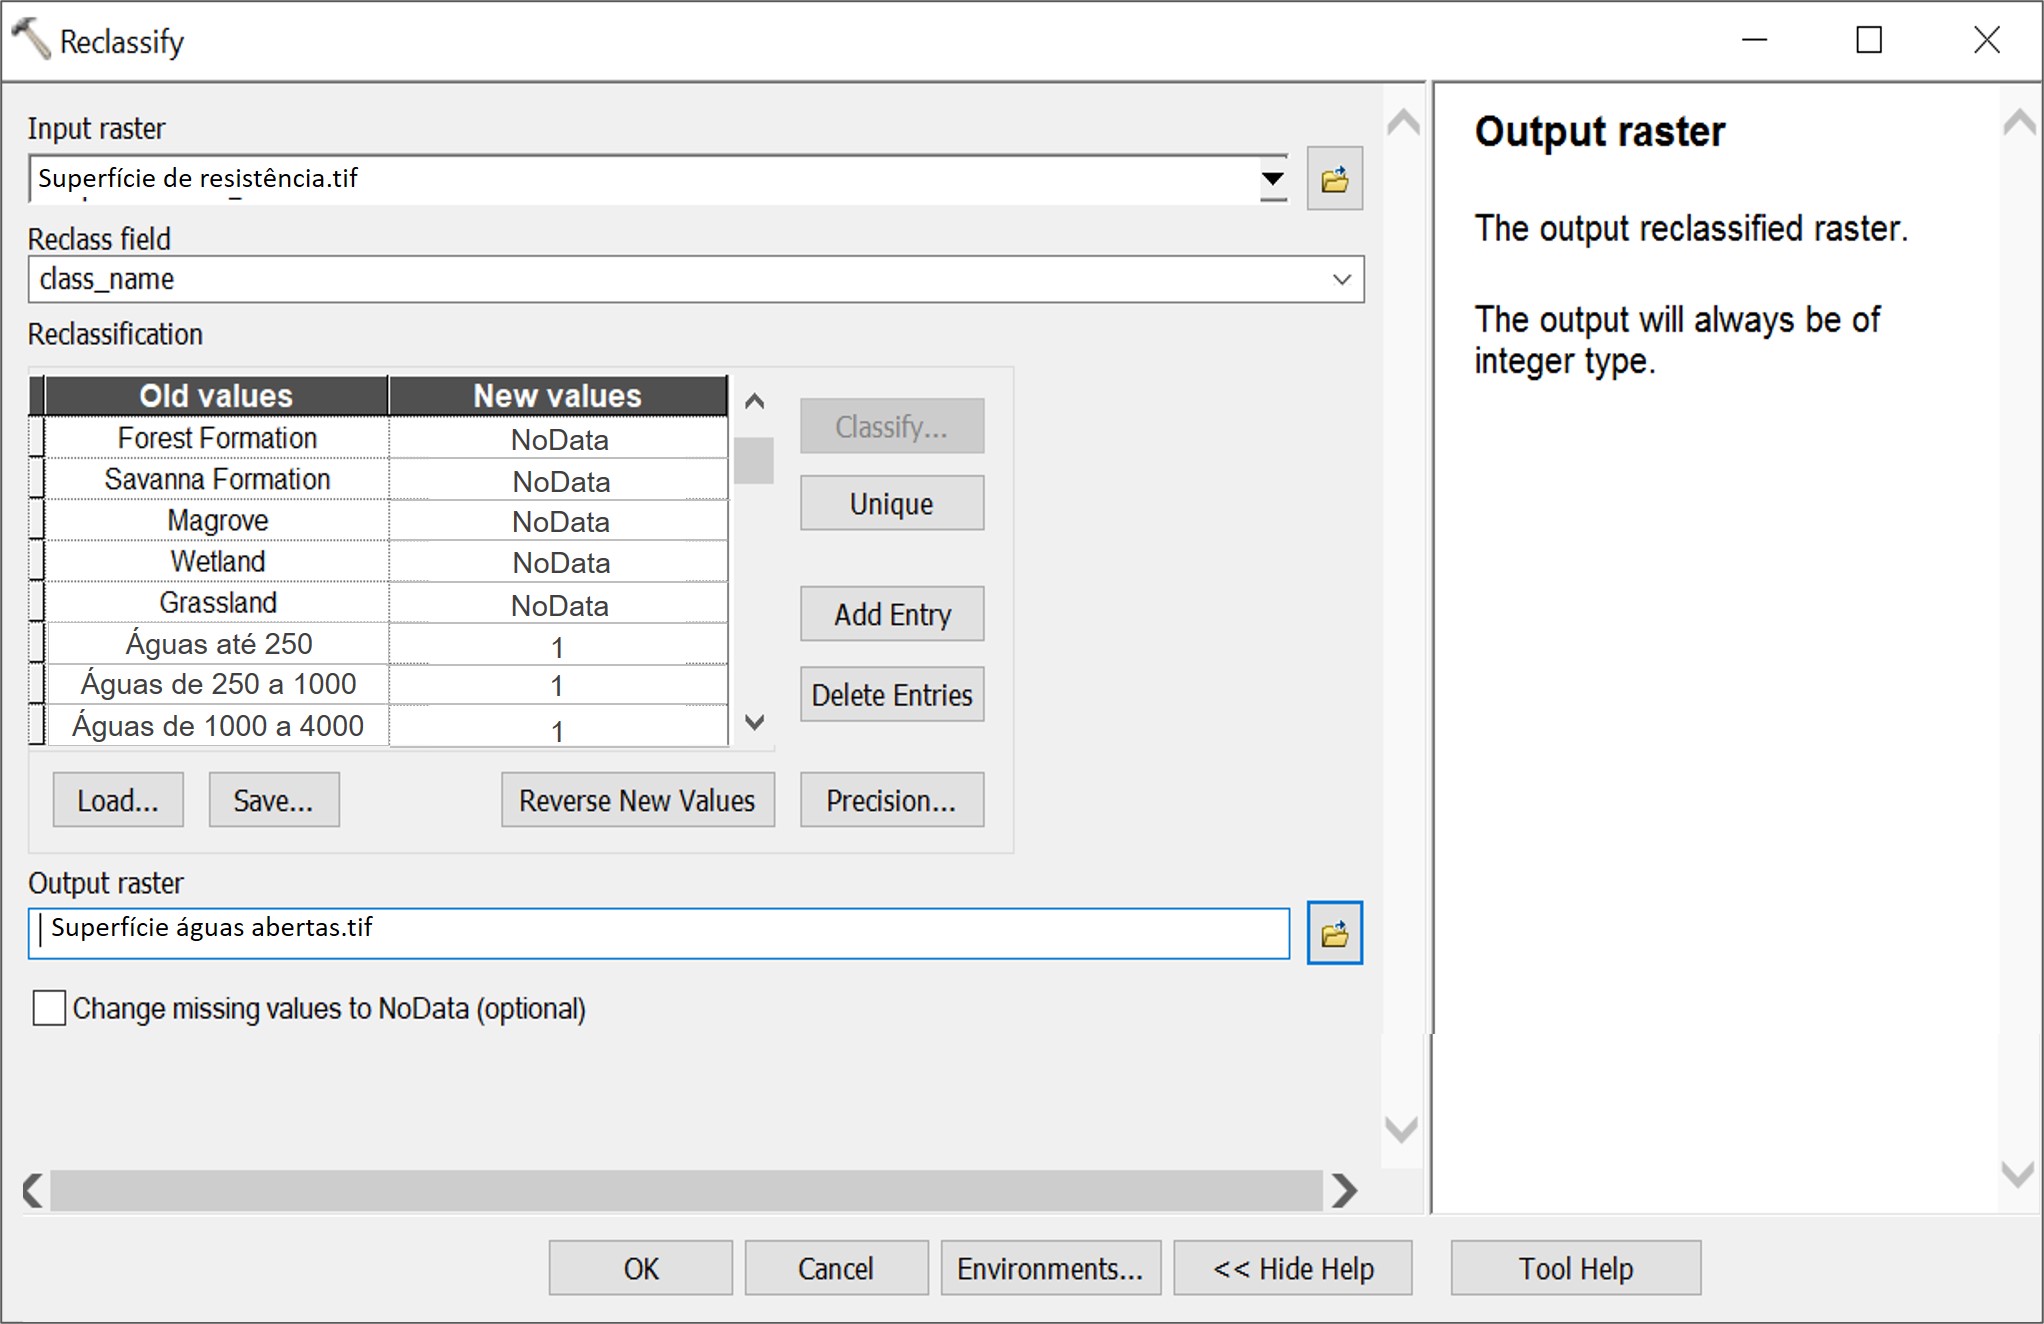 Reclassify
Input raster
Superfície de resistência.tif
Reclass field
class_name
Reclassification
Old values New values
Forest Formation NoData
Savanna Formation NoData
Magrove NoData
Wetland NoData
Grassland NoData
Águas até 250 1
Águas de 250 a 1000 1
Águas de 1000 a 4000 1
Classify...
Unique
Add Entry
Delete Entries
Load... Save... Reverse New Values Precision...
Output raster
Superfície águas abertas.tif
Change missing values to NoData (optional)
OK Cancel Environments... << Hide Help Tool Help
Output raster
The output reclassified raster.
The output will always be of
integer type.